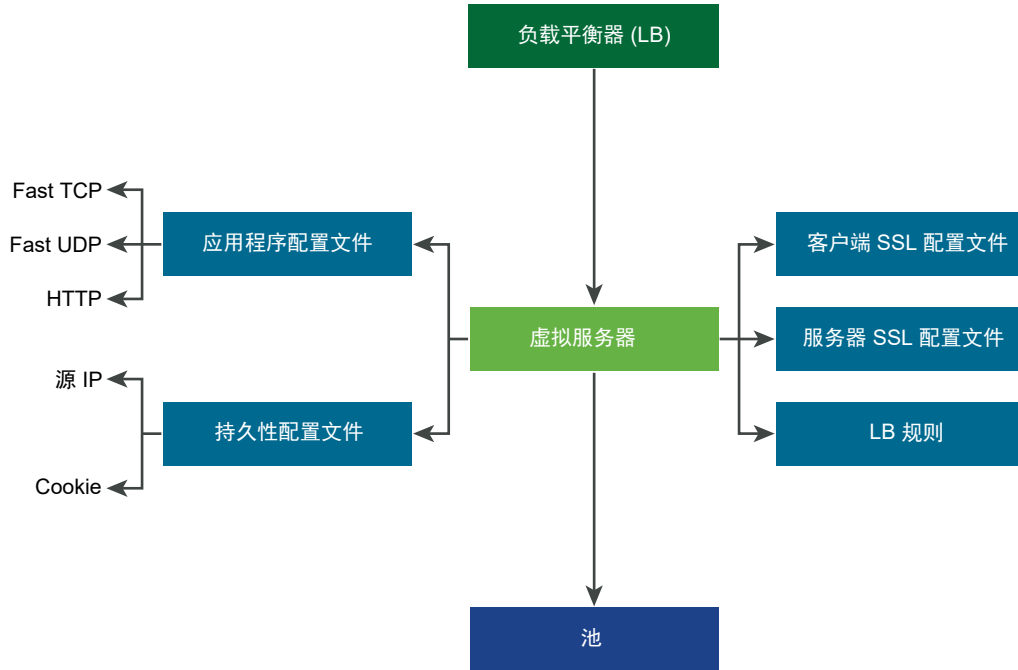 负载平衡器 (LB)
Fast TCP
Fast UDP
HTTP
应用程序配置文件
客户端 SSL 配置文件
虚拟服务器
服务器 SSL 配置文件
源 IP
Cookie
持久性配置文件
LB 规则
池